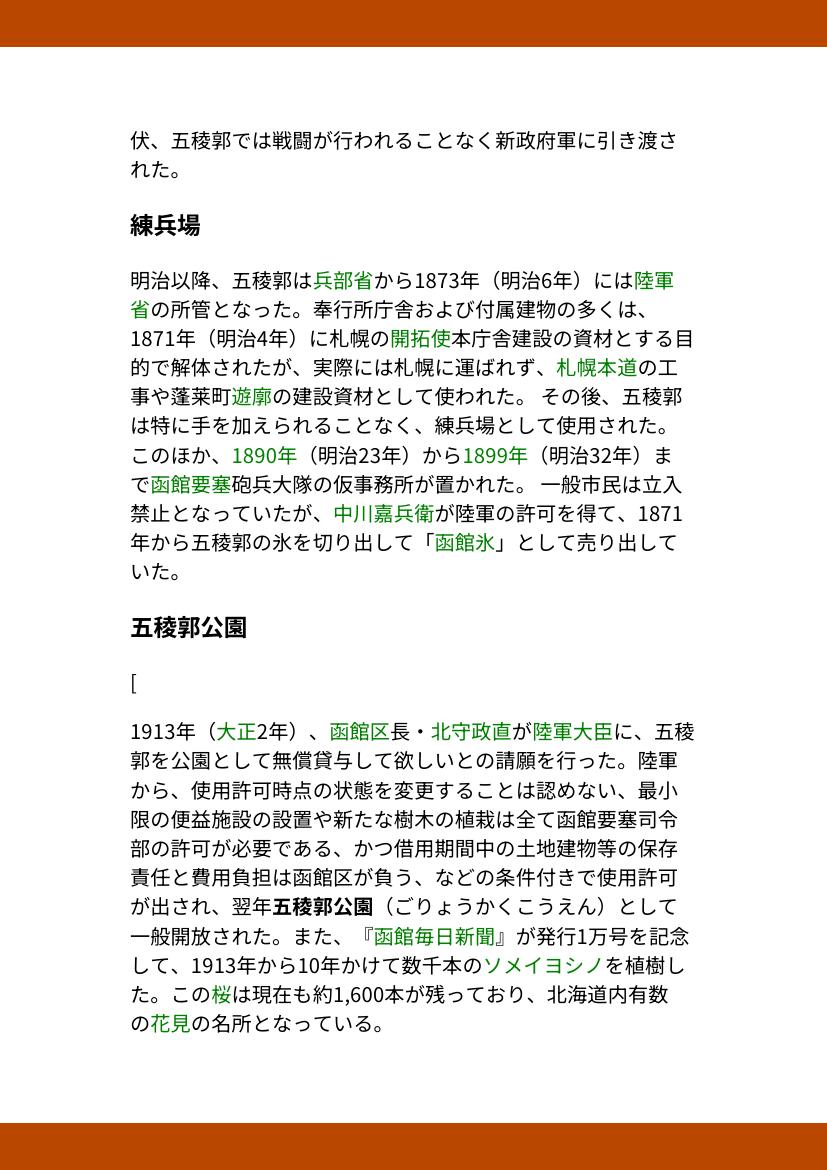 伏、五稜郭では戦闘が行われることなく新政府軍に引き渡さ
れた。
練兵場
明治以降、五稜郭は兵部省から1873年（明治6年）には陸軍
省の所管となった。奉行所庁舎および付属建物の多くは、
1871年（明治4年）に札幌の開拓使本庁舎建設の資材とする目
的で解体されたが、実際には札幌に運ばれず、札幌本道の工
事や蓬莱町遊廓の建設資材として使われた。 その後、五稜郭
は特に手を加えられることなく、練兵場として使用された。
このほか、1890年（明治23年）から1899年（明治32年）ま
で函館要塞砲兵大隊の仮事務所が置かれた。 一般市民は立入
禁止となっていたが、中川嘉兵衛が陸軍の許可を得て、1871
年から五稜郭の氷を切り出して「函館氷」として売り出して
いた。
五稜郭公園
[
1913年（大正2年）、函館区長・北守政直が陸軍大臣に、五稜
郭を公園として無償貸与して欲しいとの請願を行った。陸軍
から、使用許可時点の状態を変更することは認めない、最小
限の便益施設の設置や新たな樹木の植栽は全て函館要塞司令
部の許可が必要である、かつ借用期間中の土地建物等の保存
責任と費用負担は函館区が負う、などの条件付きで使用許可
が出され、翌年五稜郭公園（ごりょうかくこうえん）として
一般開放された。また、『函館毎日新聞』が発行1万号を記念
して、1913年から10年かけて数千本のソメイヨシノを植樹し
た。この桜は現在も約1,600本が残っており、北海道内有数
の花見の名所となっている。